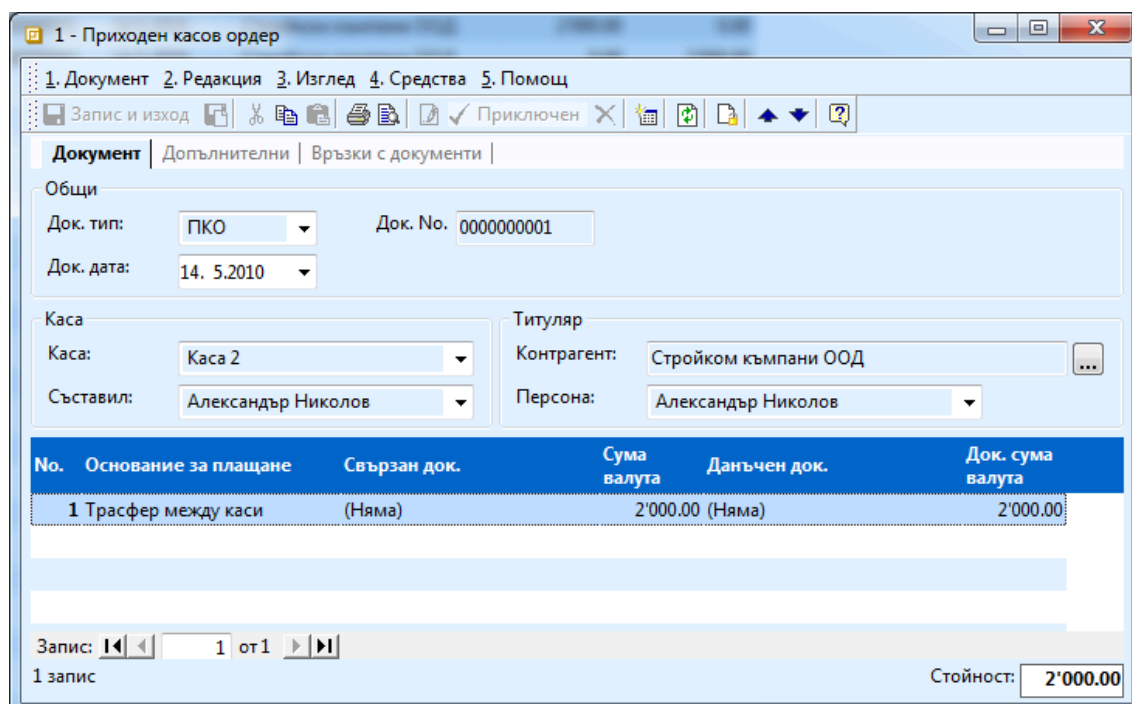 1 - Приходен касов ордер
1. Документ 2. Редакция 3. Изглед 4. Средства 5. Помощ
Запис и изход Приключен
Документ Допълнителни Връзки с документи
Общи
Док. тип: ПКО Док. No. 0000000001
Док. дата: 14. 5.2010
Каса Титуляр
Каса: Каса 2 Контрагент: Стройком къмпани ООД ...
Съставил: Александър Николов Персона: Александър Николов
No. Основание за плащане Свързан док. Сума валута Данъчен док. Док. сума валута
1 Трасфер между каси (Няма) 2'000.00 (Няма) 2'000.00
Запис: 1 от 1
1 запис Стойност: 2'000.00